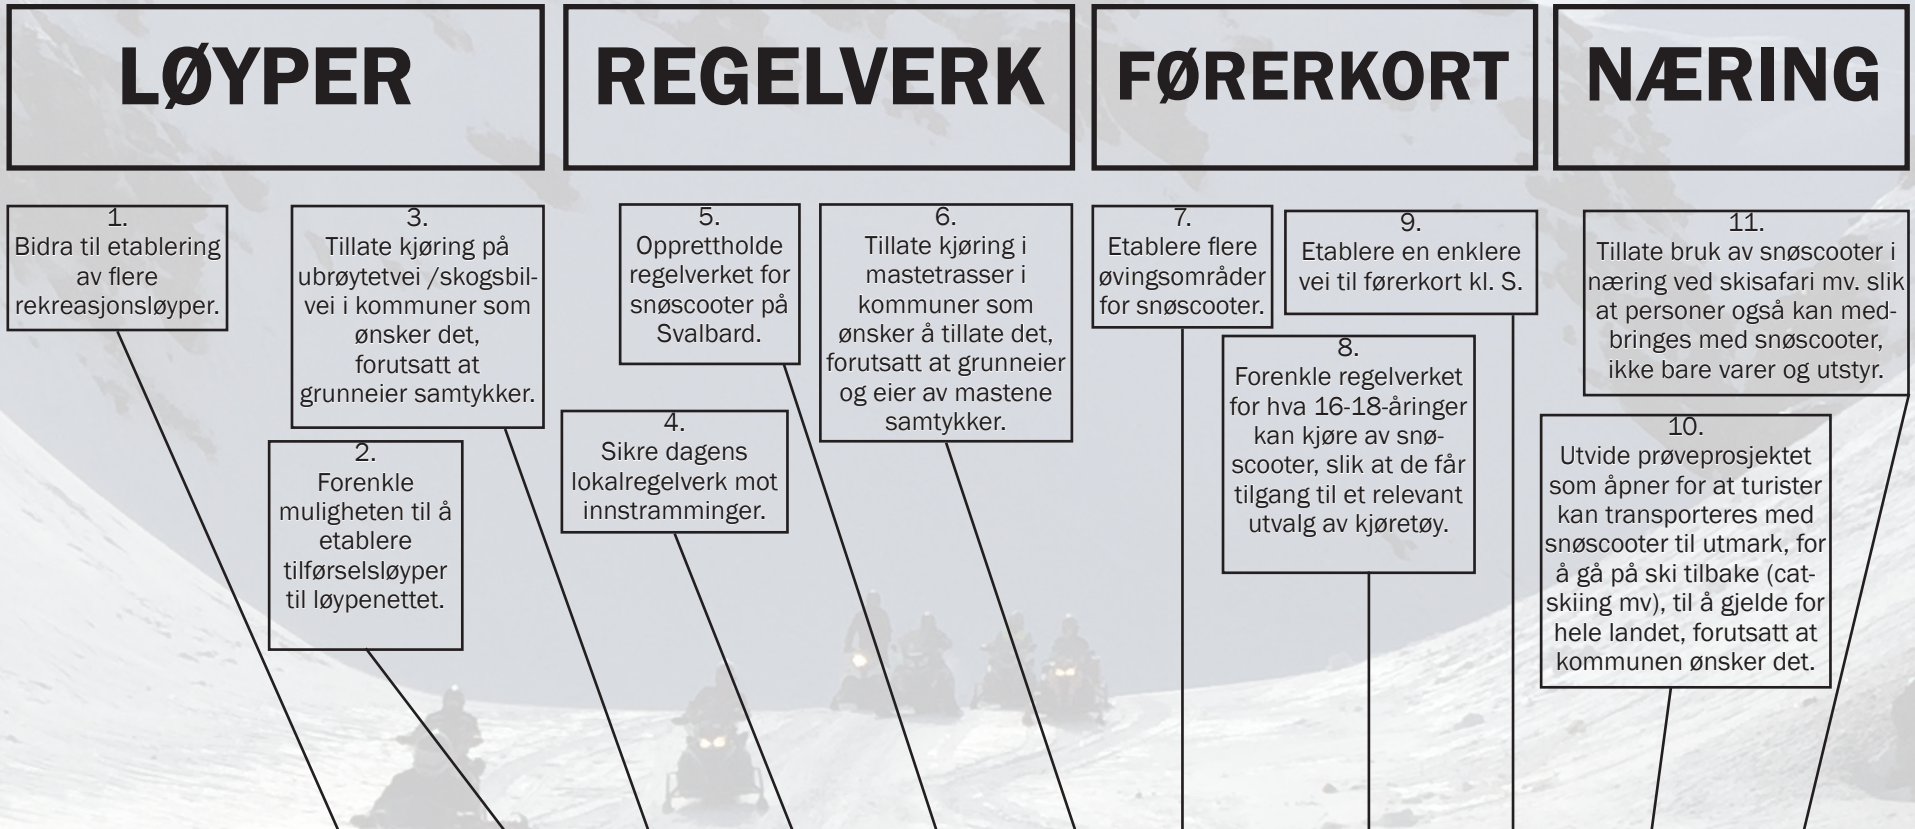 LØYPER
REGELVERK
FØRERKORT
NÆRING
1.
Bidra til etablering
av flere
rekreasjonsløyper.
3.
Tillate kjøring på
ubrøytetvei /skogsbil-
vei i kommuner som
ønsker det,
forutsatt at
grunneier samtykker.
2.
Forenkle
muligheten til å
etablere
tilførselsløyper
til løypenettet.
5.
Opprettholde
regelverket for
snøscooter på
Svalbard.
4.
Sikre dagens
lokalregelverk mot
innstramminger.
6.
Tillate kjøring i
mastetrasser i
kommuner som
ønsker å tillate det,
forutsatt at grunneier
og eier av mastene
samtykker.
7.
Etablere flere
øvingsområder
for snøscooter.
9.
Etablere en enklere
vei til førerkort kl. S.
8.
Forenkle regelverket
for hva 16-18-åringer
kan kjøre av snø-
scooter, slik at de får
tilgang til et relevant
utvalg av kjøretøy.
11.
Tillate bruk av snøscooter i
næring ved skisafari mv. slik
at personer også kan med-
bringes med snøscooter,
ikke bare varer og utstyr.
10.
Utvide prøveprosjektet
som åpner for at turister
kan transporteres med
snøscooter til utmark, for
å gå på ski tilbake (cat-
skiing mv), til å gjelde for
hele landet, forutsatt at
kommunen ønsker det.